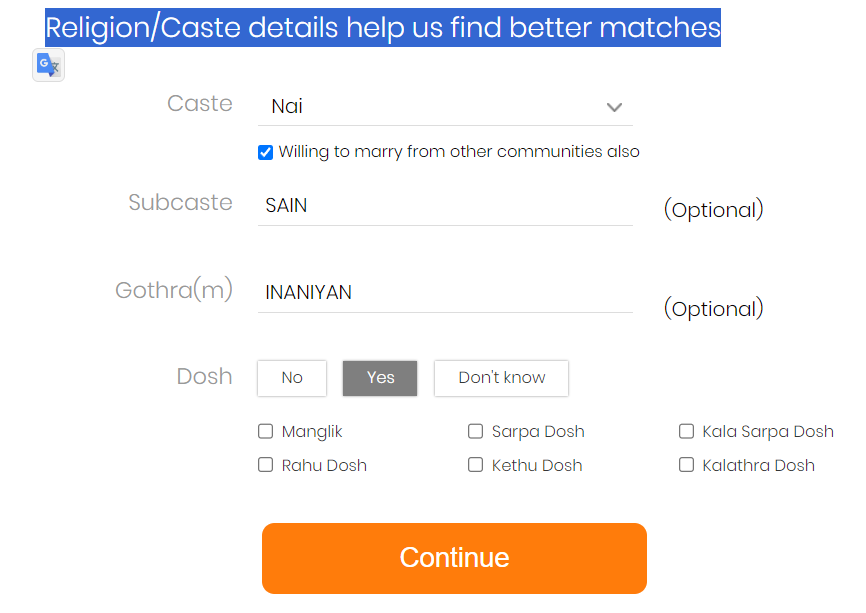 Religion/Caste details help us find better matches
Caste Nai
Willing to marry from other communities also
Subcaste SAIN (Optional)
Gothra(m) INANIYAN (Optional)
Dosh No Yes Don't know
Manglik Sarpa Dosh Kala Sarpa Dosh
Rahu Dosh Kethu Dosh Kalathra Dosh
Continue